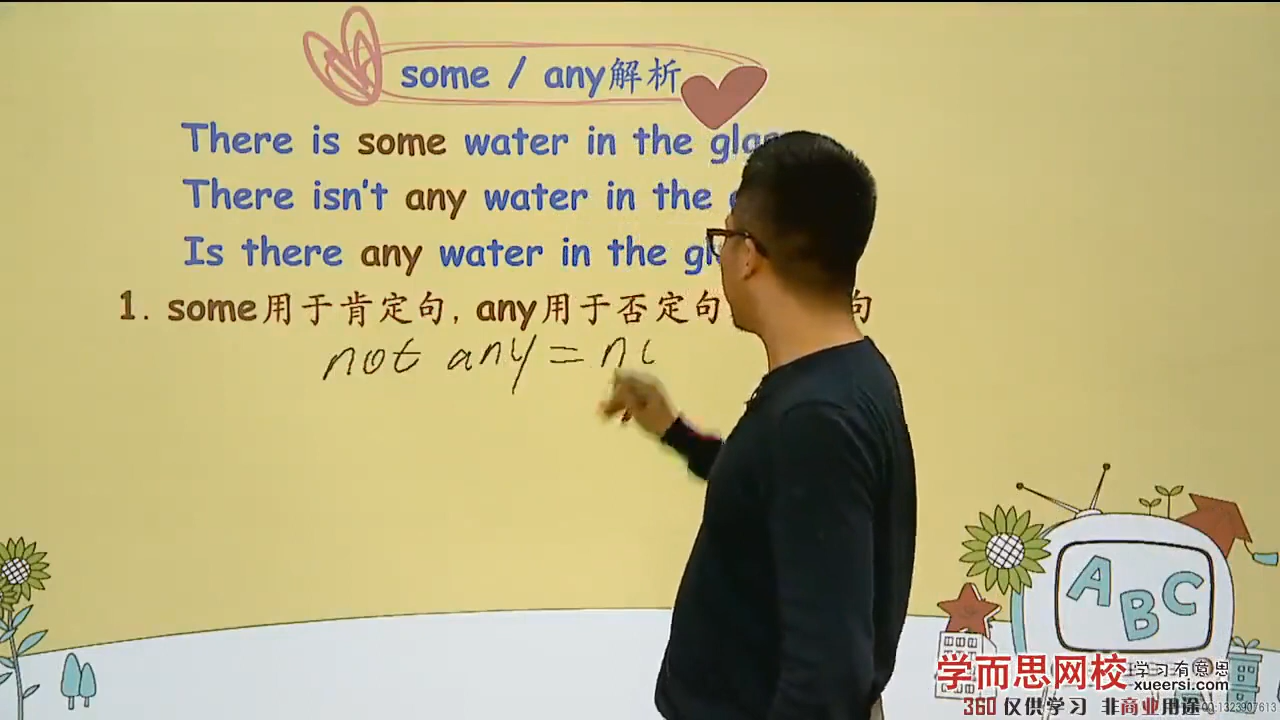 some / any解析
There is some water in the
There isn't any water in the
Is there any water in the
1. some用于肯定句, any用于否定句 句
not any =
ABC
学而思网校 学习有意思
xueersi.com
360 仅供学习 非商业用途